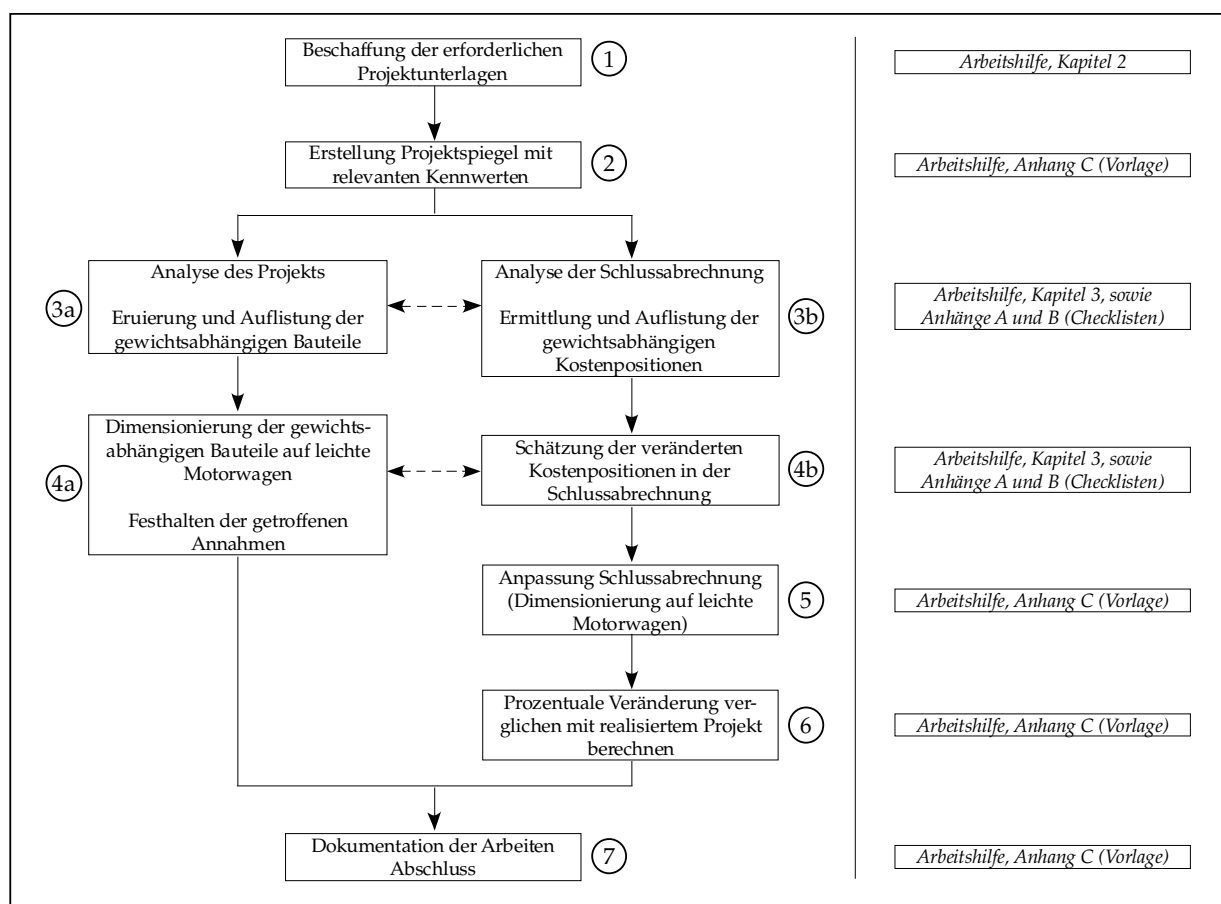 Beschaffung der erforderlichen
Projektunterlagen
1
Arbeitshilfe, Kapitel 2
Erstellung Projektspiegel mit
relevanten Kennwerten
2
Arbeitshilfe, Anhang C (Vorlage)
Analyse des Projekts
Eruierung und Auflistung der
gewichtsabhängigen Bauteile
3a
Analyse der Schlussabrechnung
Ermittlung und Auflistung der
gewichtsabhängigen
Kostenpositionen
3b
Arbeitshilfe, Kapitel 3, sowie
Anhänge A und B (Checklisten)
Dimensionierung der gewichts-
abhängigen Bauteile auf leichte
Motorwagen
Festhalten der getroffenen
Annahmen
4a
Schätzung der veränderten
Kostenpositionen in der
Schlussabrechnung
4b
Arbeitshilfe, Kapitel 3, sowie
Anhänge A und B (Checklisten)
Anpassung Schlussabrechnung
(Dimensionierung auf leichte
Motorwagen)
5
Arbeitshilfe, Anhang C (Vorlage)
Prozentuale Veränderung ver-
glichen mit realisiertem Projekt
berechnen
6
Arbeitshilfe, Anhang C (Vorlage)
Dokumentation der Arbeiten
Abschluss
7
Arbeitshilfe, Anhang C (Vorlage)